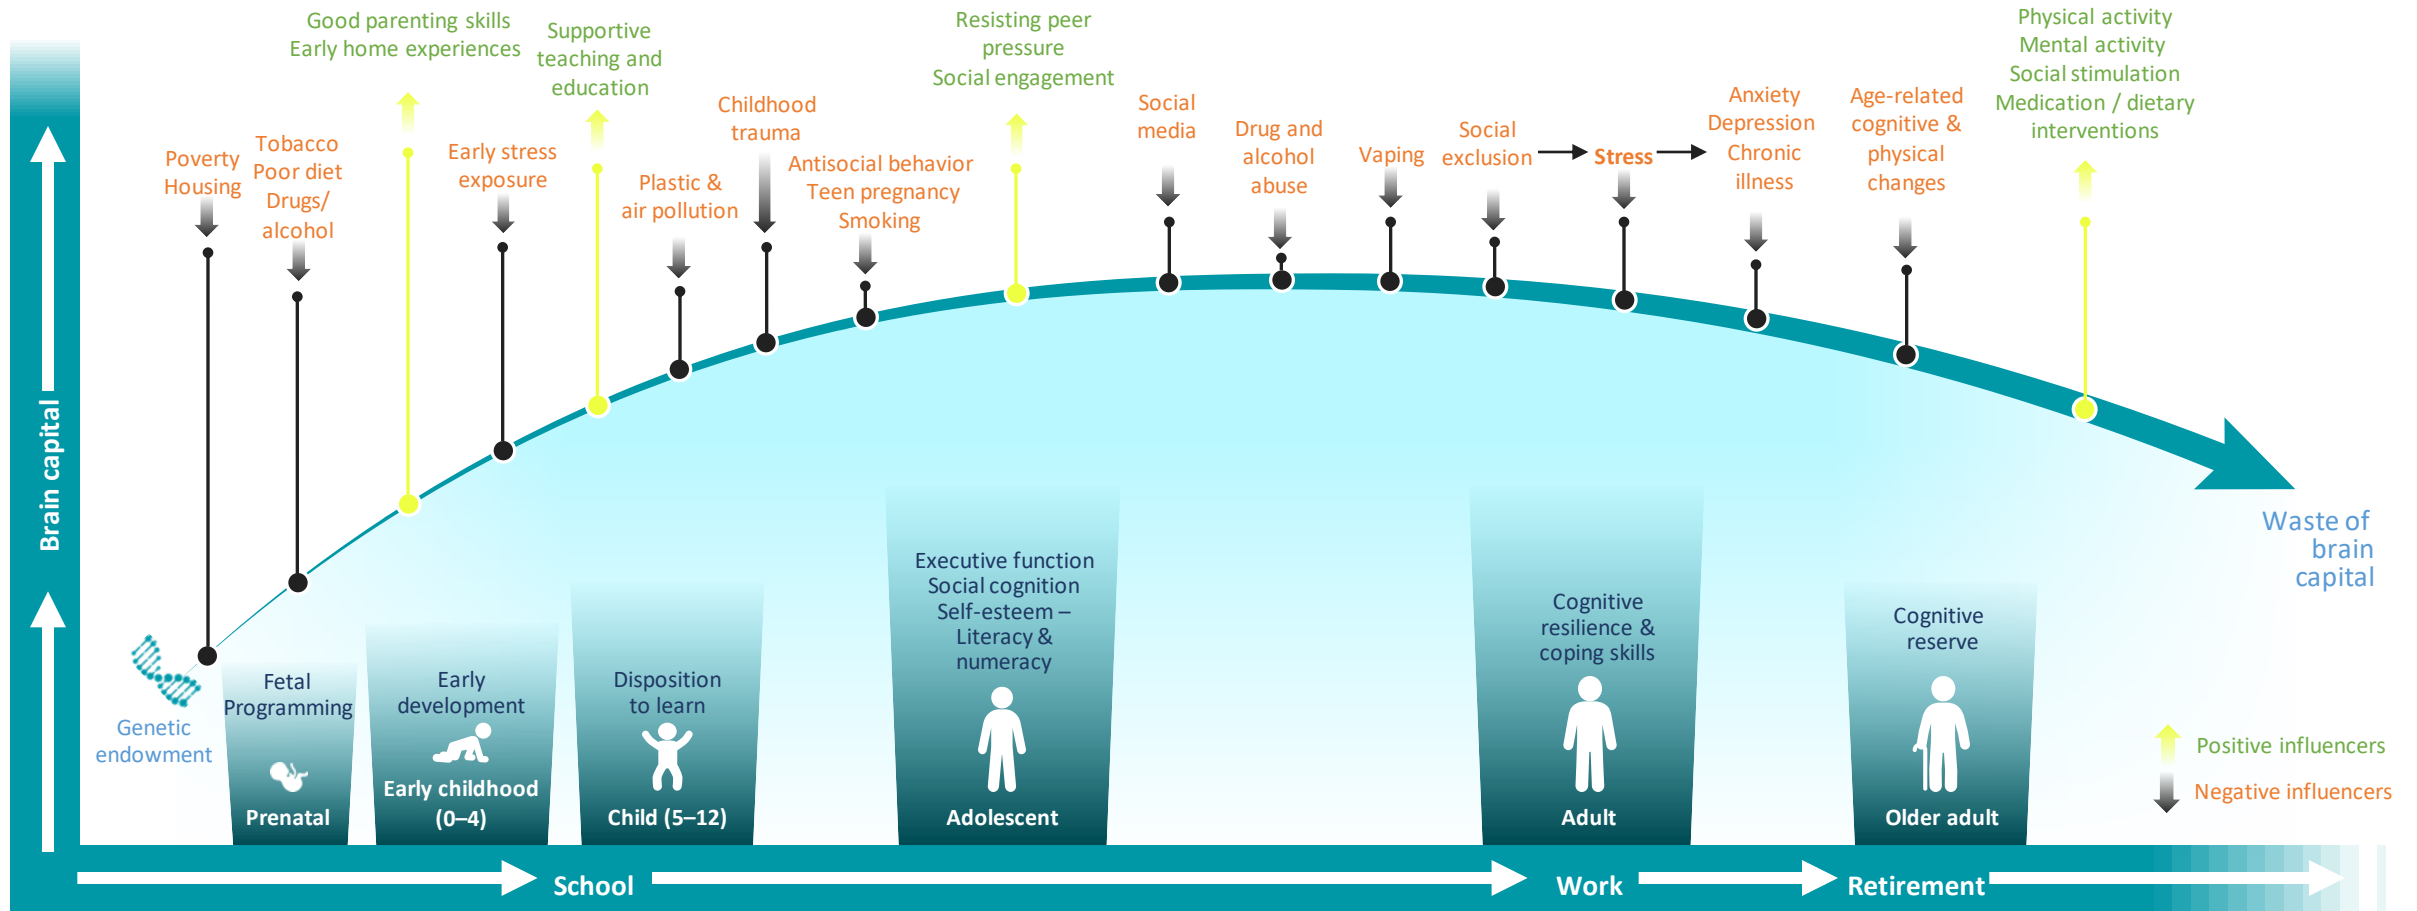 Good parenting skills
Early home experiences
Supportive
teaching and
education
Resisting peer
pressure
Social engagement
Physical activity
Mental activity
Social stimulation
Medication / dietary
interventions
Poverty
Housing
Tobacco
Poor diet
Drugs/
alcohol
Early stress
exposure
Plastic &
air pollution
Childhood
trauma
Antisocial behavior
Teen pregnancy
Smoking
Social
media
Drug and
alcohol
abuse
Vaping
Social
exclusion
Stress
Anxiety
Depression
Chronic
illness
Age-related
cognitive &
physical
changes
Brain capital
Waste of
brain
capital
Genetic
endowment
Fetal
Programming
Prenatal
Early
development
Early childhood
(0–4)
Disposition
to learn
Child (5–12)
Executive function
Social cognition
Self-esteem –
Literacy &
numeracy
Adolescent
Cognitive
resilience &
coping skills
Adult
Cognitive
reserve
Older adult
Positive influencers
Negative influencers
School
Work
Retirement